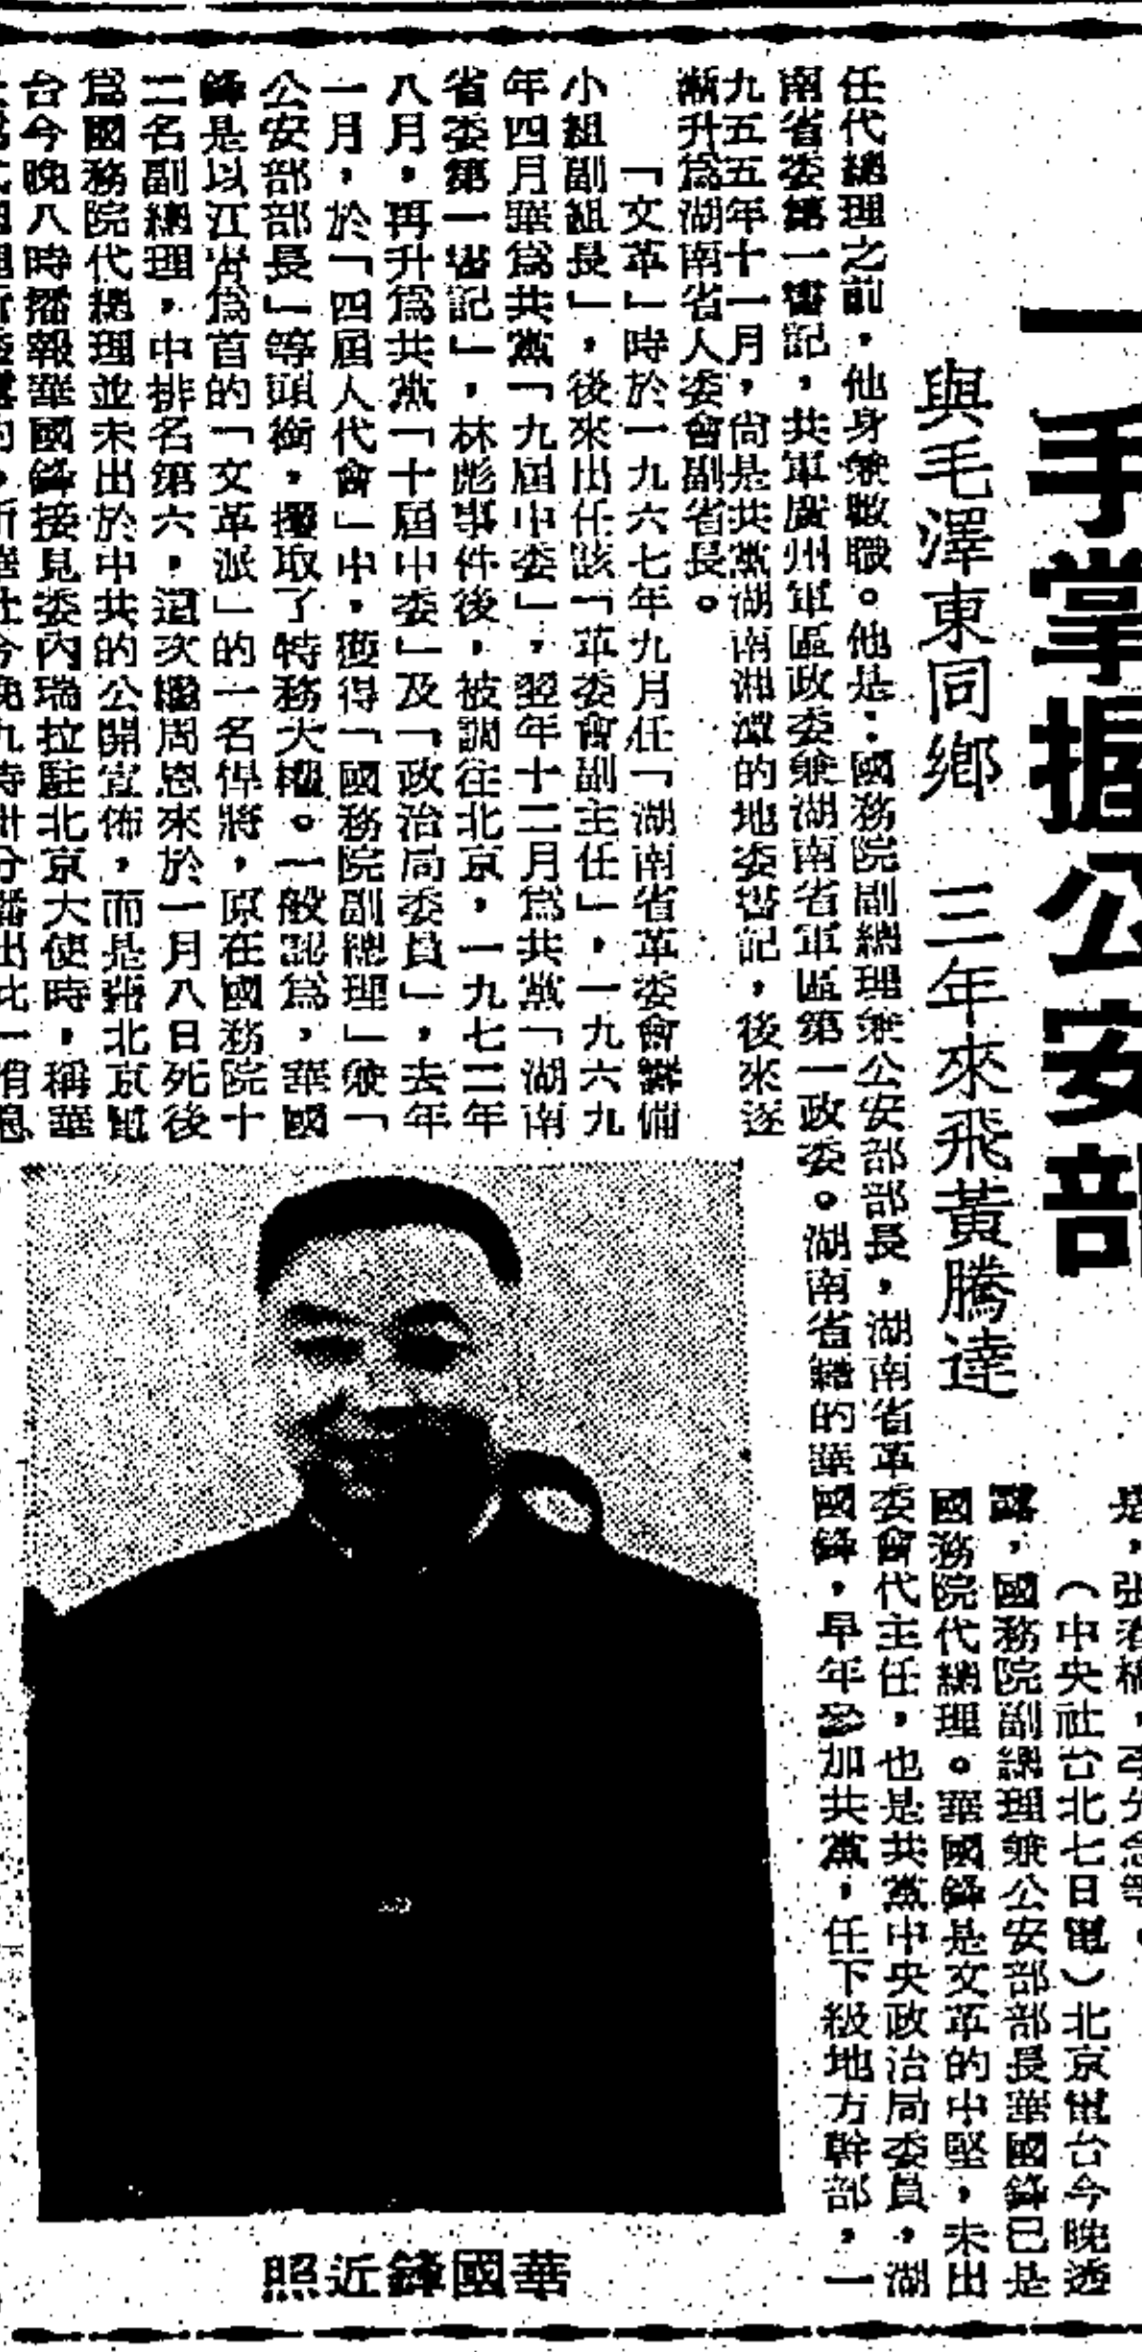 一手掌握公安部
與毛澤東同鄉　三年來飛黃騰達
是，張春橋，李先念等。
（中央社台北七日電）北京電台今晚透
露，國務院副總理兼公安部部長華國鋒已是
國務院代總理。華國鋒是文革的中堅，未出
任代總理之前，他身兼數職。他是：國務院副總理兼公安部部長，湖南省革委會代主任，也是共黨中央政治局委員，湖
南省委第一書記，共軍廣州軍區政委兼湖南省軍區第一政委。湖南省籍的華國鋒，早年參加共黨，任下級地方幹部，一
九五五年十一月，尚是共黨湖南湘潭的地委書記，後來逐
漸升為湖南省人委會副省長。
「文革」時於一九六七年九月任「湖南省革委會籌備
小組副組長」，後來出任該「革委會副主任」，一九六九
年四月華為共黨「九屆中委」，翌年十二月為共黨「湖南
省委第一書記」，林彪事件後，被調往北京，一九七二年
八月，再升為共黨「十屆中委」及「政治局委員」，去年
一月，於「四屆人代會」中，獲得「國務院副總理」兼「
公安部部長」等頭銜，攫取了特務大權。一般認為，華國
鋒是以江青為首的「文革派」的一名悍將，原在國務院十
二名副總理，中排名第六，這次繼周恩來於一月八日死後
為國務院代總理並未出於中共的公開宣佈，而是據北京電
台今晚八時播報華國鋒接見委內瑞拉駐北京大使時，稱華
華國鋒近照